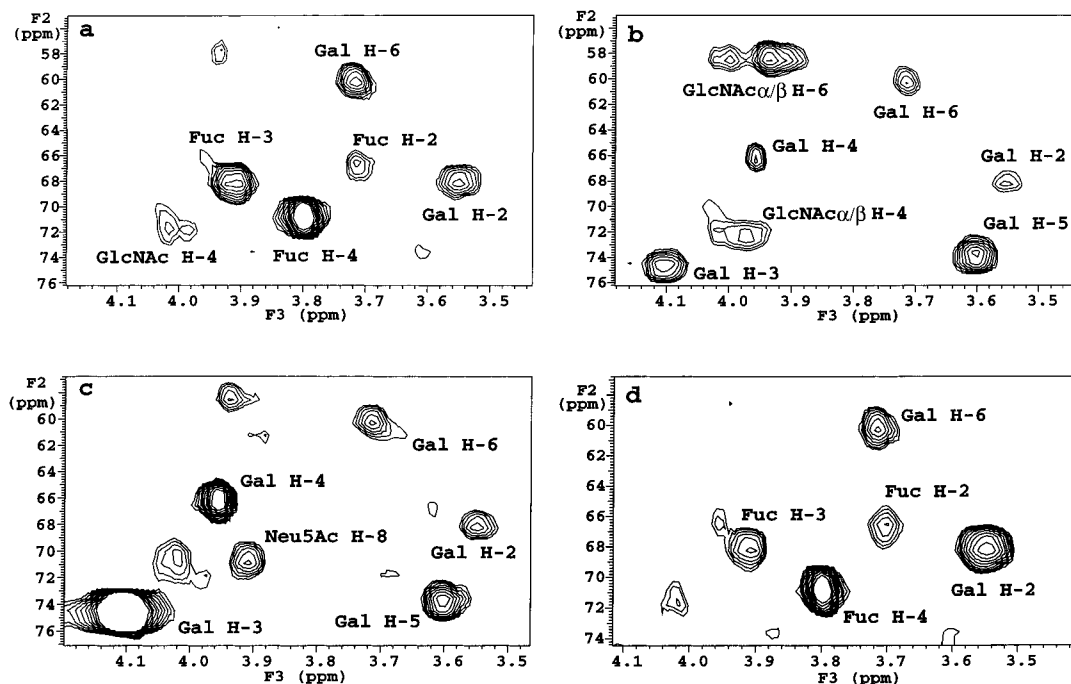 a
F2
(ppm)
58
60
62
64
66
68
70
72
74
76
Gal H-6
Fuc H-3
Fuc H-2
Gal H-2
GlcNAc H-4
Fuc H-4
4.1 4.0 3.9 3.8 3.7 3.6 3.5
F3 (ppm)
b
F2
(ppm)
58
60
62
64
66
68
70
72
74
76
GlcNAcα/β H-6
Gal H-6
Gal H-4
Gal H-2
GlcNAcα/β H-4
Gal H-5
Gal H-3
4.1 4.0 3.9 3.8 3.7 3.6 3.5
F3 (ppm)
c
F2
(ppm)
60
62
64
66
68
70
72
74
76
Gal H-6
Gal H-4
Neu5Ac H-8
Gal H-2
Gal H-3
Gal H-5
4.1 4.0 3.9 3.8 3.7 3.6 3.5
F3 (ppm)
d
F2
(ppm)
58
60
62
64
66
68
70
72
74
Gal H-6
Fuc H-2
Fuc H-3
Gal H-2
Fuc H-4
4.1 4.0 3.9 3.8 3.7 3.6 3.5
F3 (ppm)